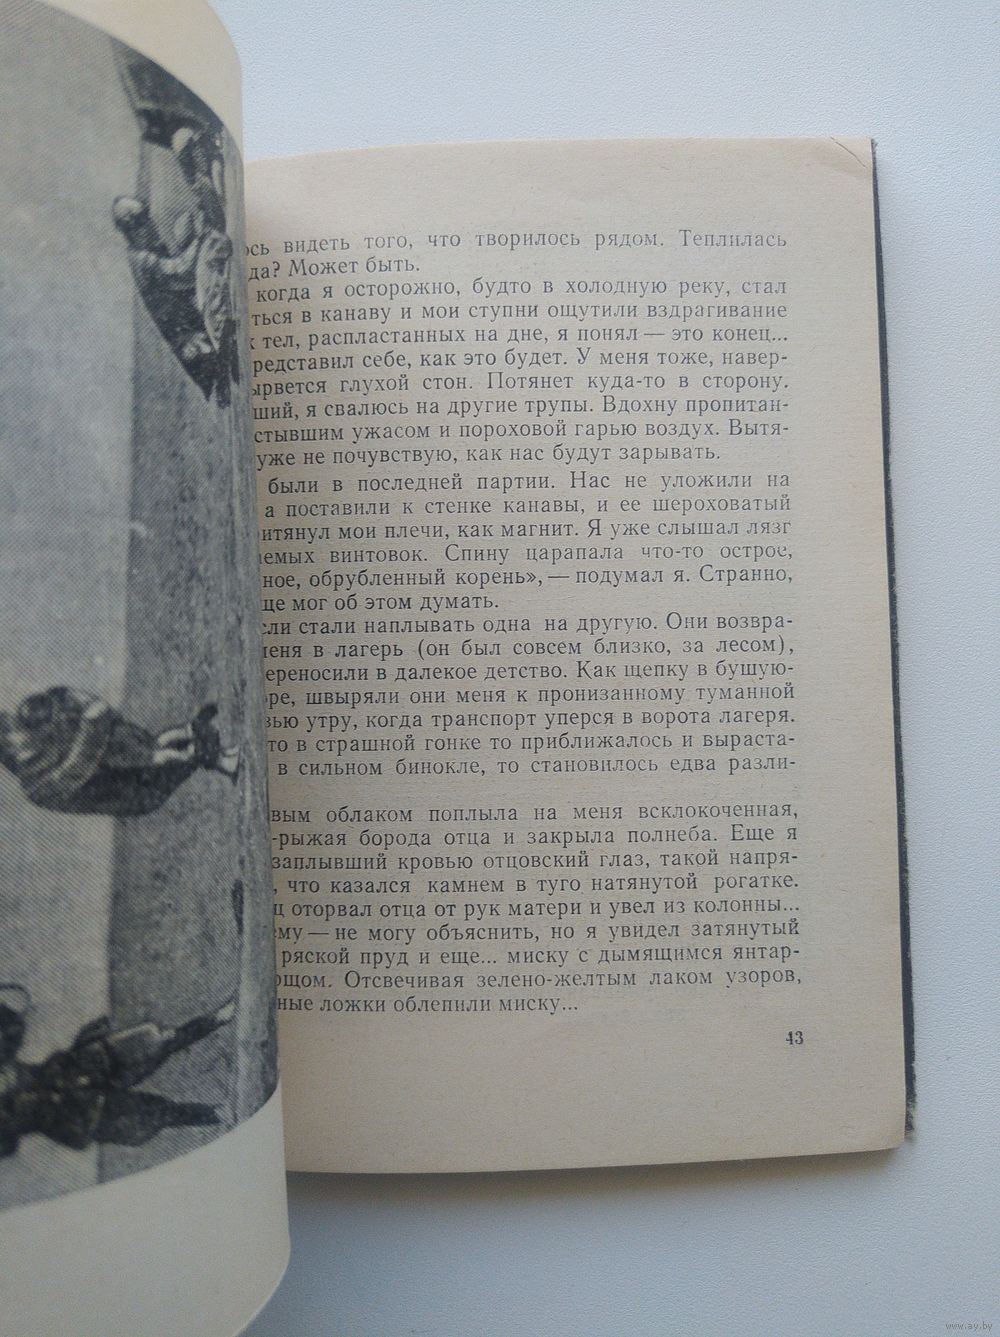 ось видеть того, что творилось рядом. Теплилась
да? Может быть.
когда я осторожно, будто в холодную реку, стал
ться в канаву и мои ступни ощутили вздрагивание
х тел, распластанных на дне, я понял — это конец...
редставил себе, как это будет. У меня тоже, навер-
ырвется глухой стон. Потянет куда-то в сторону.
ший, я свалюсь на другие трупы. Вдохну пропитан-
стывшим ужасом и пороховой гарью воздух. Вытя-
уже не почувствую, как нас будут зарывать.
были в последней партии. Нас не уложили на
а поставили к стенке канавы, и ее шероховатый
ритянул мои плечи, как магнит. Я уже слышал лязг
аемых винтовок. Спину царапала что-то острое,
ное, обрубленный корень», — подумал я. Странно,
ще мог об этом думать.
сли стали наплывать одна на другую. Они возвра-
меня в лагерь (он был совсем близко, за лесом),
ереносили в далекое детство. Как щепку в бушую-
оре, швыряли они меня к пронизанному туманной
зью утру, когда транспорт уперся в ворота лагеря.
то в страшной гонке то приближалось и выраста-
в сильном бинокле, то становилось едва разли-
вым облаком поплыла на меня всклокоченная,
-рыжая борода отца и закрыла полнеба. Еще я
заплывший кровью отцовский глаз, такой напря-
, что казался камнем в туго натянутой рогатке.
ц оторвал отца от рук матери и увел из колонны...
ему — не могу объяснить, но я увидел затянутый
ряской пруд и еще... миску с дымящимся янтар-
рщом. Отсвечивая зелено-желтым лаком узоров,
ные ложки облепили миску...
43
www.ay.by